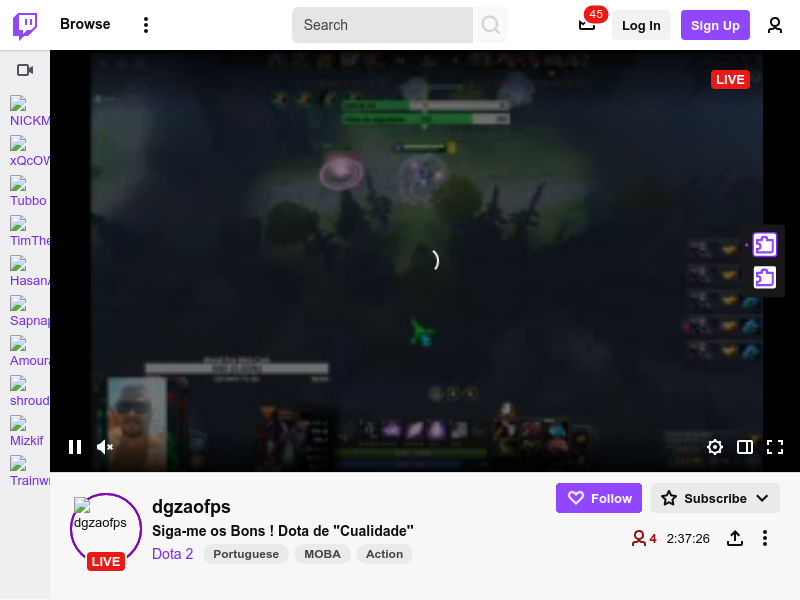 Browse
Search
45
Log In
Sign Up
LIVE
NICKM
xQcOW
Tubbo
TimThe
HasanA
Sapnap
Amoura
shroud
Mizkif
Trainw
dgzaofps
LIVE
dgzaofps
Siga-me os Bons ! Dota de "Cualidade"
Dota 2
Portuguese
MOBA
Action
Follow
Subscribe
4
2:37:26